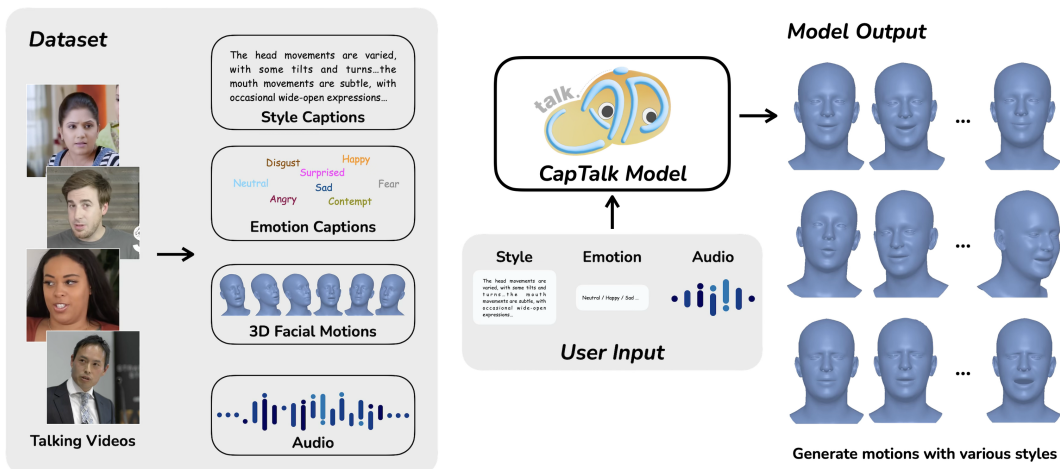 Dataset
The head movements are varied,
with some tilts and turns...the
mouth movements are subtle, with
occasional wide-open expressions...
Style Captions
Disgust
Happy
Surprised
Neutral
Sad
Fear
Angry
Contempt
Emotion Captions
3D Facial Motions
Audio
Talking Videos
talk.
CapTalk Model
Style
Emotion
Audio
The head movements are
varied, with some tilts and
turns...the mouth
movements are subtle, with
occasional wide-open
expressions...
Neutral / Happy / Sad ...
User Input
Model Output
...
...
...
Generate motions with various styles